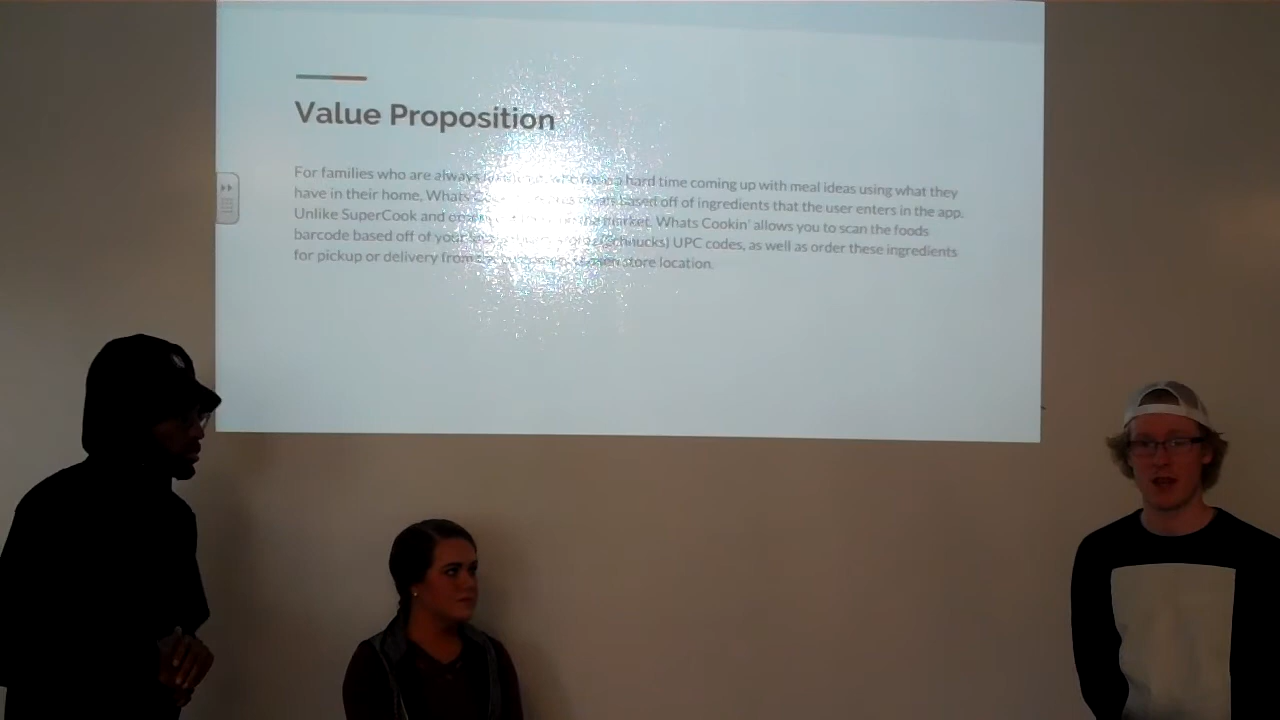 Value Proposition
For families who are always hard time coming up with meal ideas using what they
have in their home, Whats based off of ingredients that the user enters in the app.
Unlike SuperCook and market, Whats Cookin' allows you to scan the foods
barcode based off of your (Schnucks) UPC codes, as well as order these ingredients
for pickup or delivery from store location.